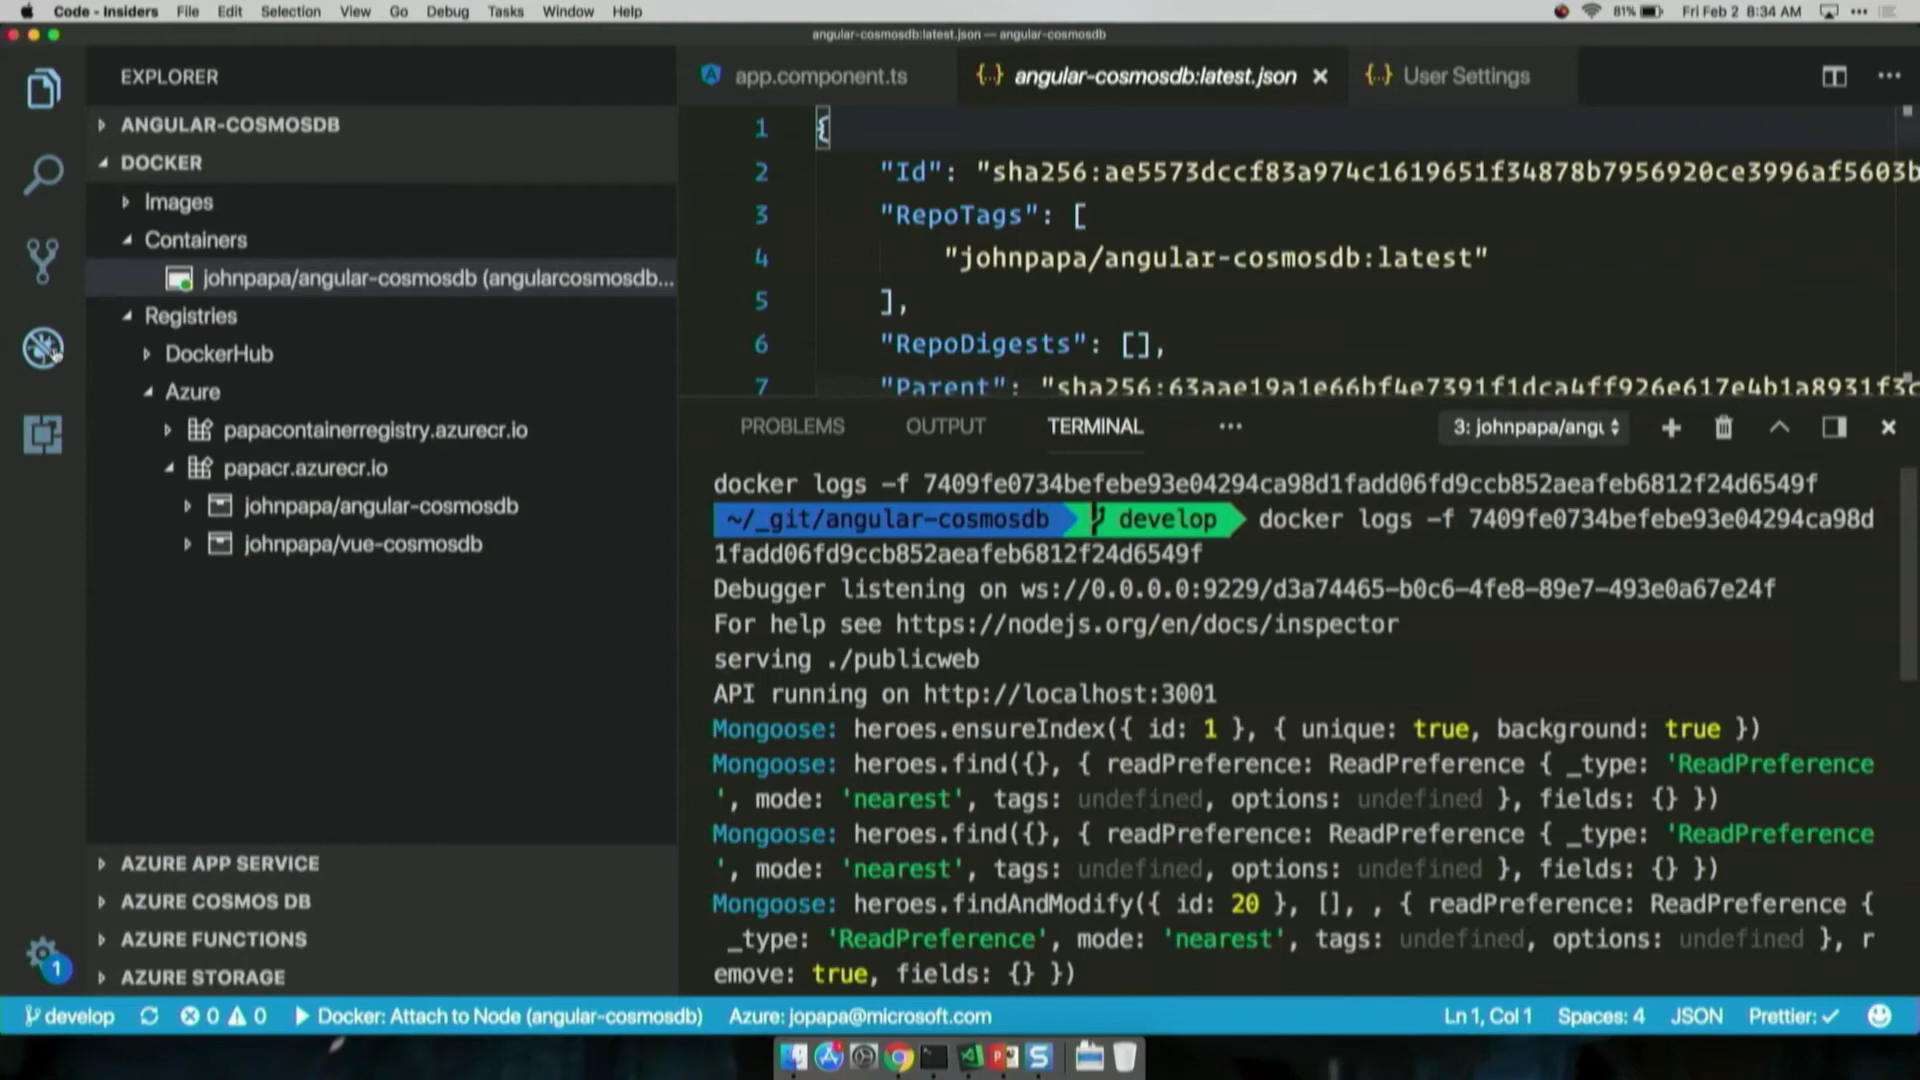 Code - Insiders File Edit Selection View Go Debug Tasks Window Help 81% Fri Feb 2 8:34 AM
angular-cosmosdb:latest.json — angular-cosmosdb
EXPLORER
ANGULAR-COSMOSDB
DOCKER
Images
Containers
johnpapa/angular-cosmosdb (angularcosmosdb...
Registries
DockerHub
Azure
papacontainerregistry.azurecr.io
papacr.azurecr.io
johnpapa/angular-cosmosdb
johnpapa/vue-cosmosdb
AZURE APP SERVICE
AZURE COSMOS DB
AZURE FUNCTIONS
AZURE STORAGE
1
app.component.ts {..} angular-cosmosdb:latest.json × {..} User Settings ...
1 {
2 "Id": "sha256:ae5573dccf83a974c1619651f34878b7956920ce3996af5603b
3 "RepoTags": [
4 "johnpapa/angular-cosmosdb:latest"
5 ],
6 "RepoDigests": [],
7 "Parent": "sha256:63aae19a1e66bf4e7391f1dca4ff926e617e4b1a8931f3c
PROBLEMS OUTPUT TERMINAL ... 3: johnpapa/angu
docker logs -f 7409fe0734befebe93e04294ca98d1fadd06fd9ccb852aeafeb6812f24d6549f
~/_git/angular-cosmosdb develop docker logs -f 7409fe0734befebe93e04294ca98d
1fadd06fd9ccb852aeafeb6812f24d6549f
Debugger listening on ws://0.0.0.0:9229/d3a74465-b0c6-4fe8-89e7-493e0a67e24f
For help see https://nodejs.org/en/docs/inspector
serving ./publicweb
API running on http://localhost:3001
Mongoose: heroes.ensureIndex({ id: 1 }, { unique: true, background: true })
Mongoose: heroes.find({}, { readPreference: ReadPreference { _type: 'ReadPreference
', mode: 'nearest', tags: undefined, options: undefined }, fields: {} })
Mongoose: heroes.find({}, { readPreference: ReadPreference { _type: 'ReadPreference
', mode: 'nearest', tags: undefined, options: undefined }, fields: {} })
Mongoose: heroes.findAndModify({ id: 20 }, [], , { readPreference: ReadPreference {
_type: 'ReadPreference', mode: 'nearest', tags: undefined, options: undefined }, r
emove: true, fields: {} })
develop 0 0 Docker: Attach to Node (angular-cosmosdb) Azure: jopapa@microsoft.com Ln 1, Col 1 Spaces: 4 JSON Prettier: ✓